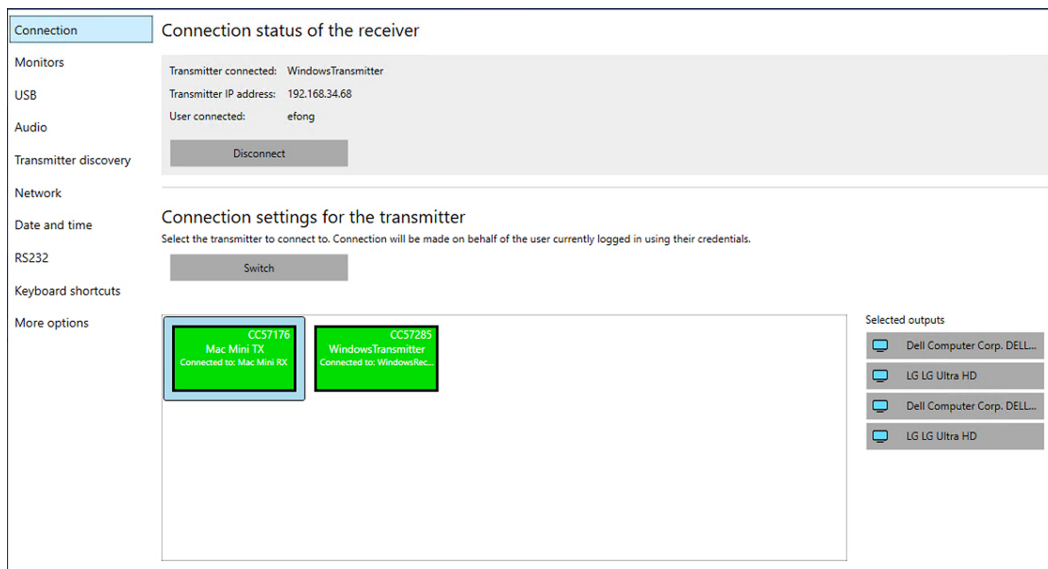 Connection
Monitors
USB
Audio
Transmitter discovery
Network
Date and time
RS232
Keyboard shortcuts
More options
Connection status of the receiver
Transmitter connected: WindowsTransmitter
Transmitter IP address: 192.168.34.68
User connected: efong
Disconnect
Connection settings for the transmitter
Select the transmitter to connect to. Connection will be made on behalf of the user currently logged in using their credentials.
Switch
CC57176
Mac Mini TX
Connected to: Mac Mini RX
CC57285
WindowsTransmitter
Connected to: WindowsRec...
Selected outputs
Dell Computer Corp. DELL...
LG LG Ultra HD
Dell Computer Corp. DELL...
LG LG Ultra HD